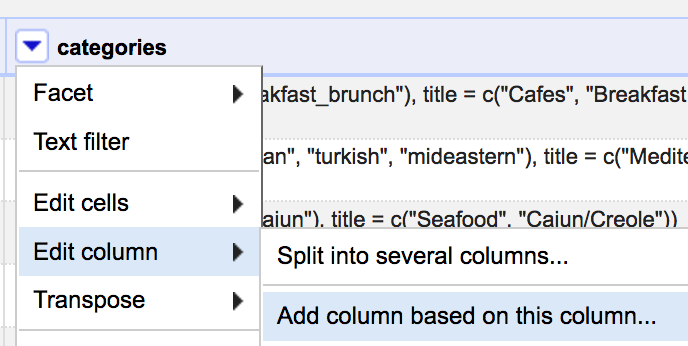 categories
Facet
akfast_brunch"), title = c("Cafes", "Breakfast
Text filter
an", "turkish", "mideastern"), title = c("Medite
Edit cells
ajun"), title = c("Seafood", "Cajun/Creole"))
Edit column
Split into several columns...
Transpose
Add column based on this column...